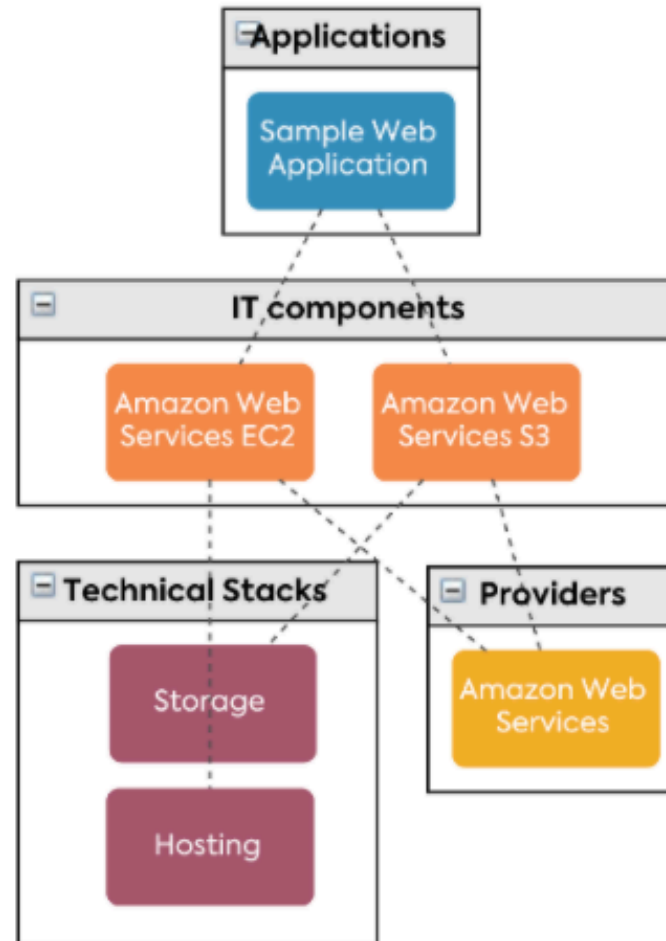 Applications
Sample Web
Application
IT components
Amazon Web
Services EC2
Amazon Web
Services S3
Technical Stacks
Providers
Storage
Amazon Web
Services
Hosting